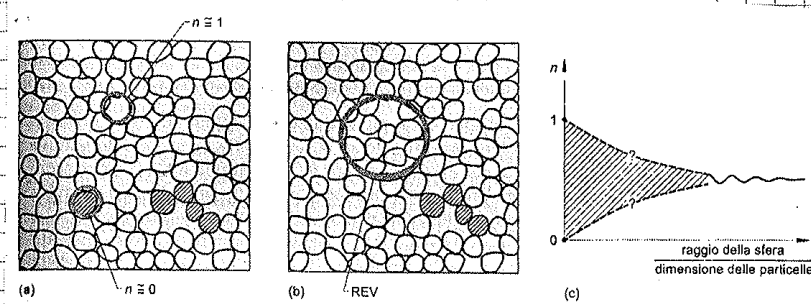 n ≅ 1
n ≅ 0
(a)
REV
(b)
n
1
?
?
0
raggio della sfera
dimensione delle particelle
(c)